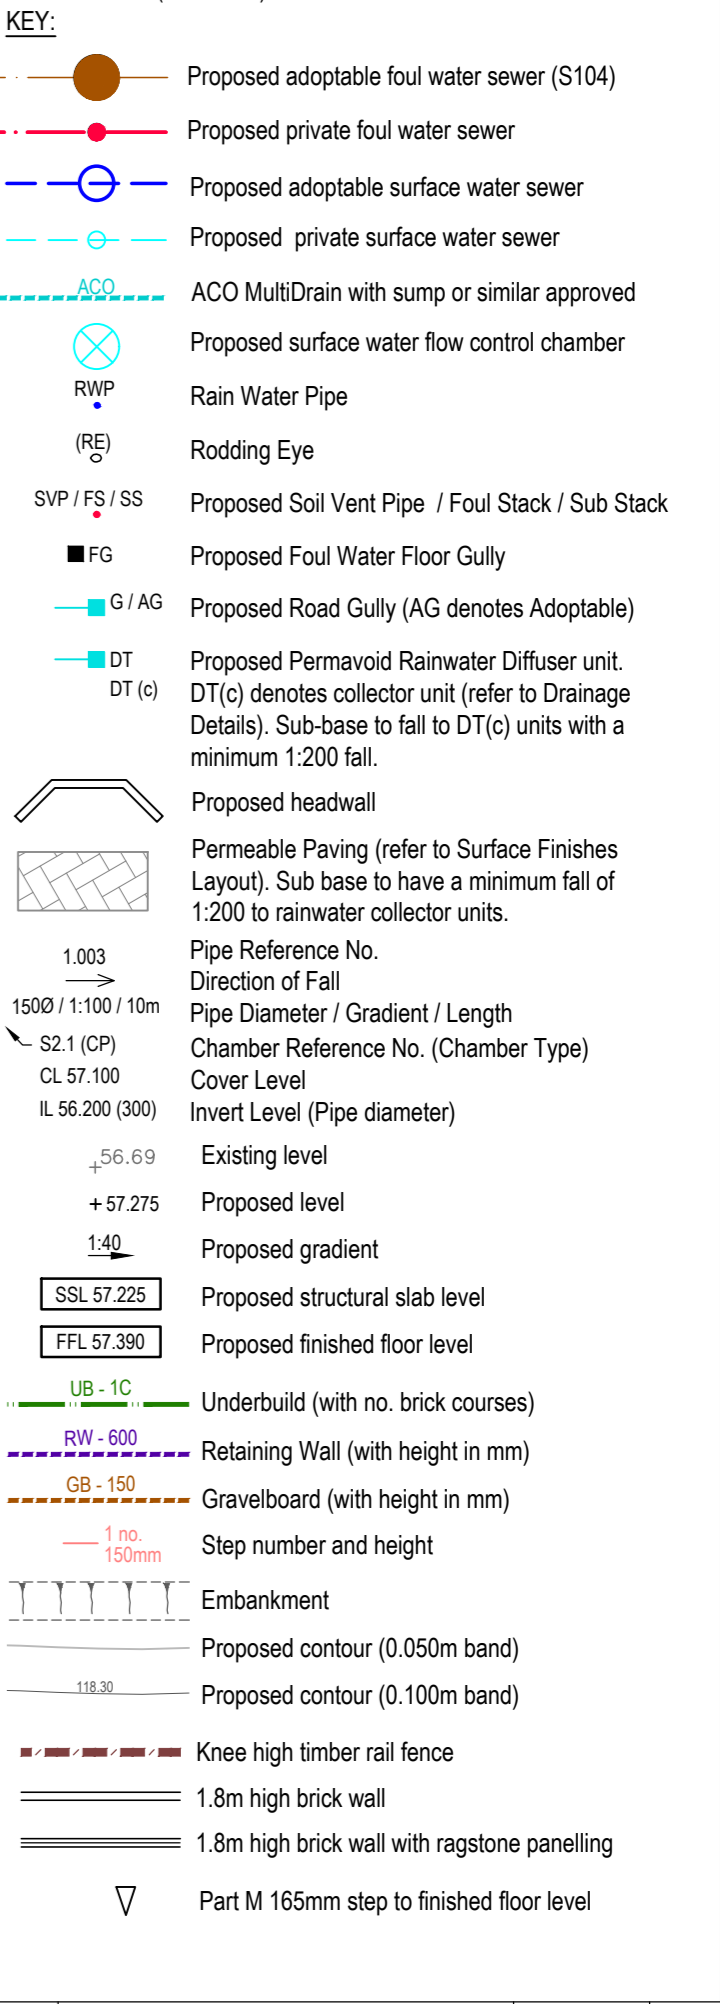 KEY:
Proposed adoptable foul water sewer (S104)
Proposed private foul water sewer
Proposed adoptable surface water sewer
Proposed private surface water sewer
ACO ACO MultiDrain with sump or similar approved
Proposed surface water flow control chamber
RWP Rain Water Pipe
(RE) Rodding Eye
SVP / FS / SS Proposed Soil Vent Pipe / Foul Stack / Sub Stack
FG Proposed Foul Water Floor Gully
G / AG Proposed Road Gully (AG denotes Adoptable)
DT Proposed Permavoid Rainwater Diffuser unit.
DT (c) DT(c) denotes collector unit (refer to Drainage
Details). Sub-base to fall to DT(c) units with a
minimum 1:200 fall.
Proposed headwall
Permeable Paving (refer to Surface Finishes
Layout). Sub base to have a minimum fall of
1:200 to rainwater collector units.
1.003 Pipe Reference No.
Direction of Fall
150Ø / 1:100 / 10m Pipe Diameter / Gradient / Length
S2.1 (CP) Chamber Reference No. (Chamber Type)
CL 57.100 Cover Level
IL 56.200 (300) Invert Level (Pipe diameter)
+56.69 Existing level
+ 57.275 Proposed level
1:40 Proposed gradient
SSL 57.225 Proposed structural slab level
FFL 57.390 Proposed finished floor level
UB - 1C Underbuild (with no. brick courses)
RW - 600 Retaining Wall (with height in mm)
GB - 150 Gravelboard (with height in mm)
1 no.
150mm Step number and height
Embankment
Proposed contour (0.050m band)
118.30 Proposed contour (0.100m band)
Knee high timber rail fence
1.8m high brick wall
1.8m high brick wall with ragstone panelling
Part M 165mm step to finished floor level